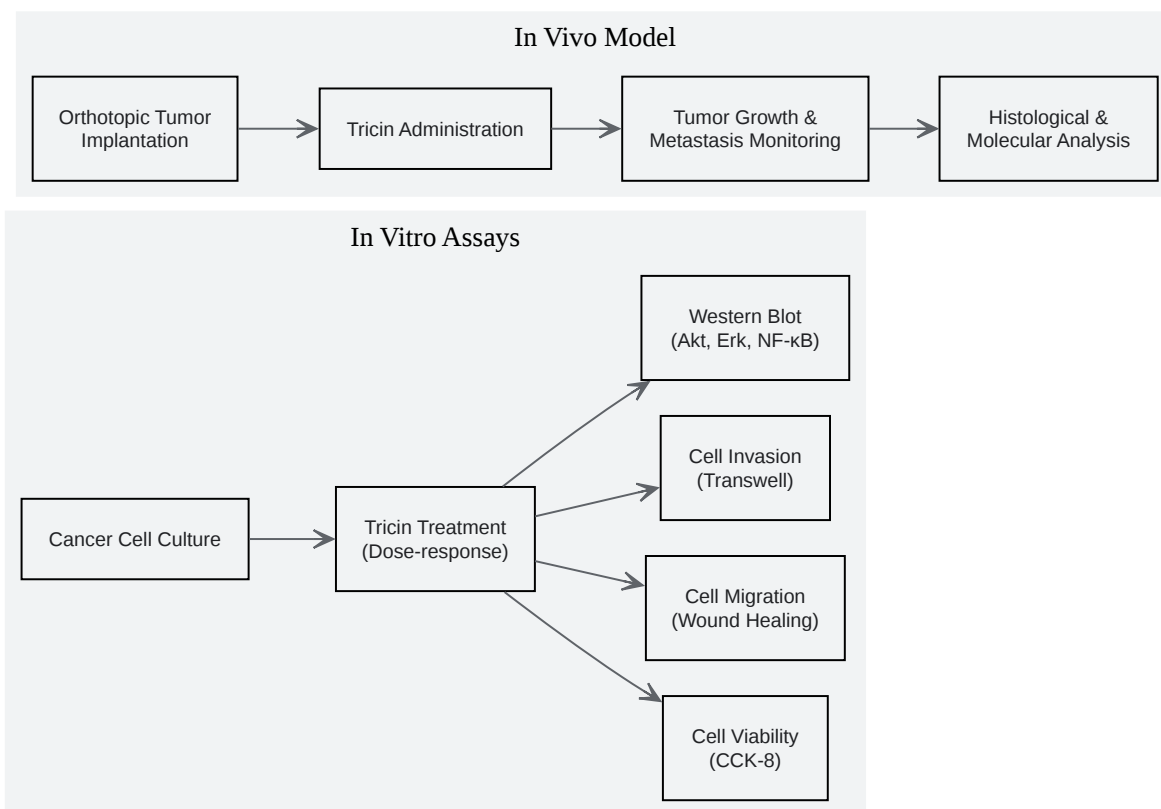 In Vivo Model
Orthotopic Tumor
Implantation
Tricin Administration
Tumor Growth &
Metastasis Monitoring
Histological &
Molecular Analysis
In Vitro Assays
Cancer Cell Culture
Tricin Treatment
(Dose-response)
Western Blot
(Akt, Erk, NF-κB)
Cell Invasion
(Transwell)
Cell Migration
(Wound Healing)
Cell Viability
(CCK-8)